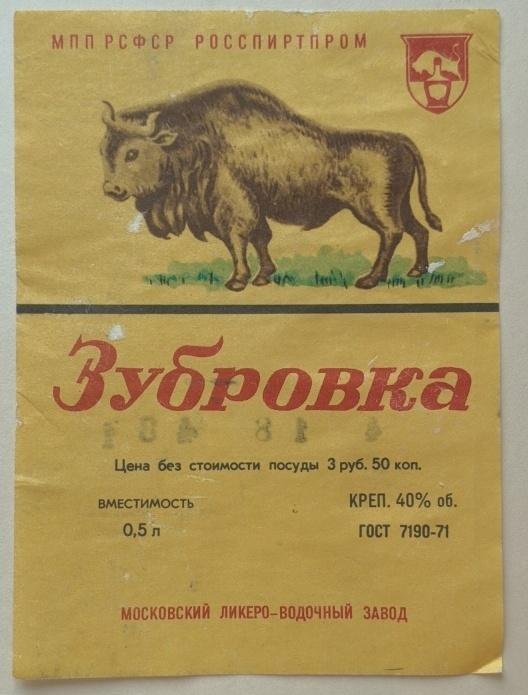 МПП РСФСР РОССПИРТПРОМ
Зубровка
Цена без стоимости посуды 3 руб. 50 коп.
ВМЕСТИМОСТЬ КРЕП. 40% об.
0,5 л ГОСТ 7190-71
МОСКОВСКИЙ ЛИКЕРО-ВОДОЧНЫЙ ЗАВОД